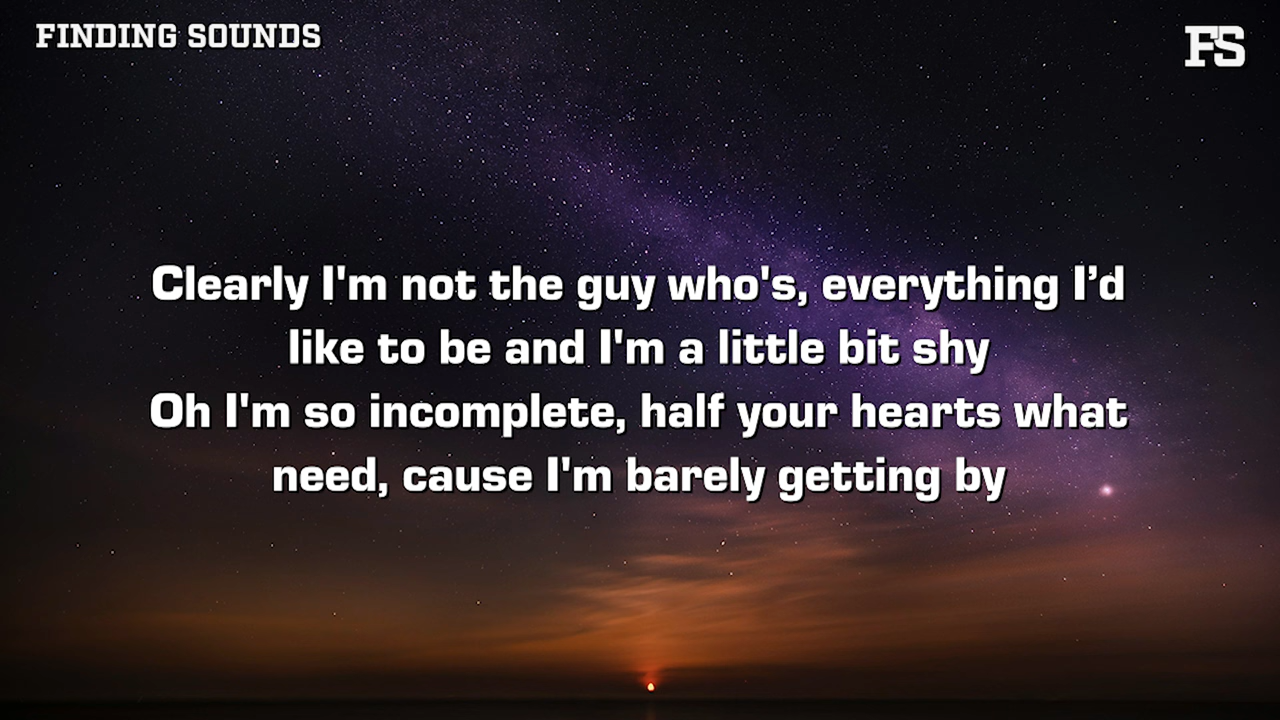 FINDING SOUNDS
FS
Clearly I'm not the guy who's, everything I’d
like to be and I'm a little bit shy
Oh I'm so incomplete, half your hearts what
need, cause I'm barely getting by